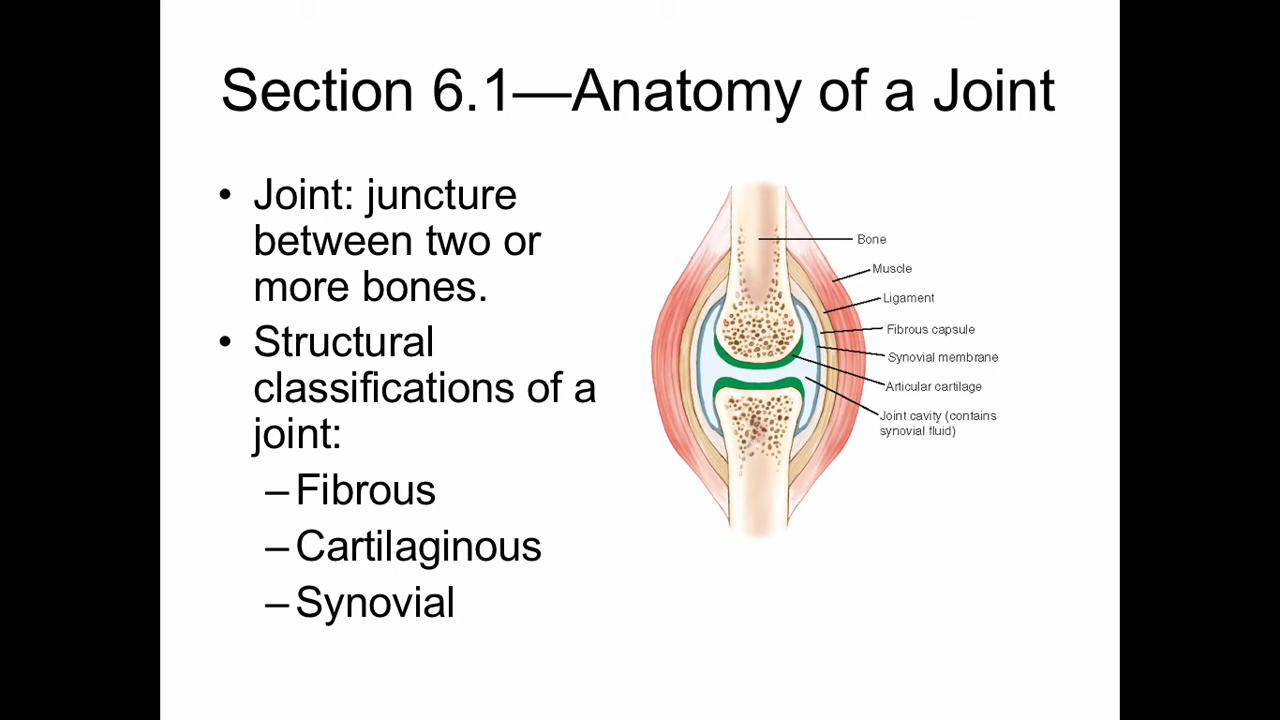 Section 6.1—Anatomy of a Joint
• Joint: juncture
between two or
more bones.
• Structural
classifications of a
joint:
–Fibrous
–Cartilaginous
–Synovial
Bone
Muscle
Ligament
Fibrous capsule
Synovial membrane
Articular cartilage
Joint cavity (contains
synovial fluid)